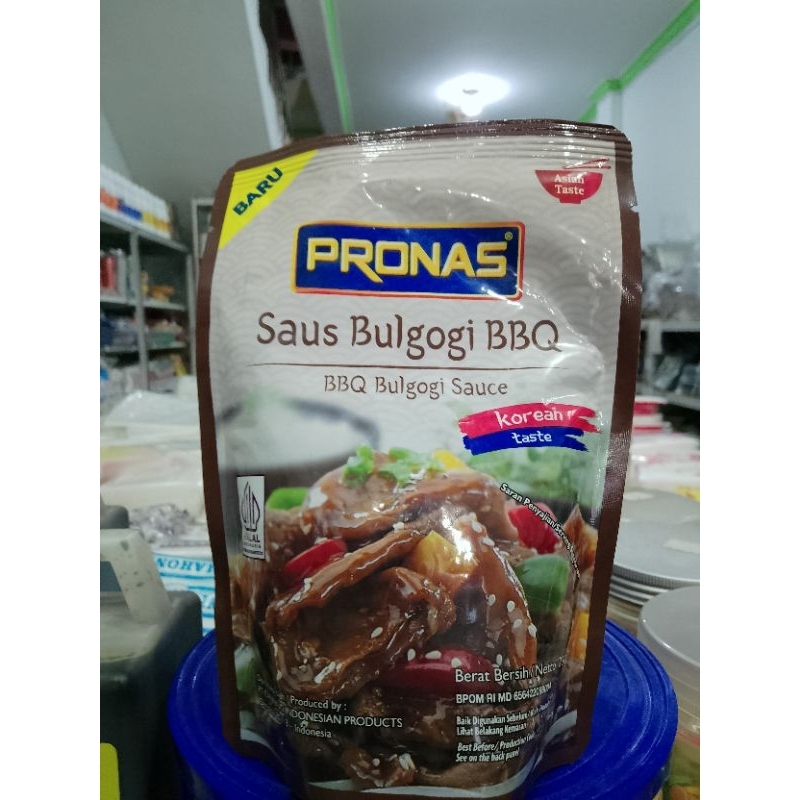 BARU
Asian
Taste
PRONAS®
Saus Bulgogi BBQ
BBQ Bulgogi Sauce
Korean
taste
Saran Penyajian
HALAL
Berat Bersih / Netto
Produced by :
INDONESIAN PRODUCTS
Indonesia
BPOM RI MD
Baik Digunakan Sebelum
Lihat Belakang Kemasan
Best Before / Production
See on the back panel